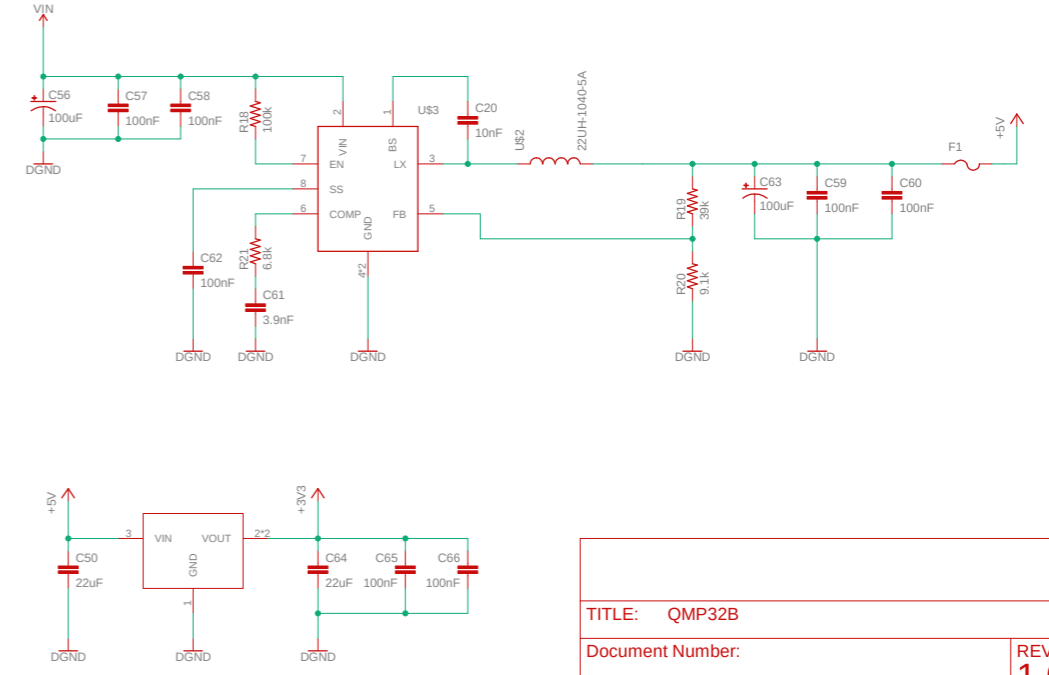 VIN
C56
100uF
C57
100nF
C58
100nF
R18
100k
DGND
2
VIN
1
BS
U$3
C20
10nF
U$2
22UH-1040-5A
7
EN
LX
3
8
SS
6
COMP
FB
5
GND
4*2
R19
39k
C63
100uF
C59
100nF
C60
100nF
F1
+5V
R21
6.8k
C62
100nF
C61
3.9nF
R20
9.1k
DGND
DGND
DGND
DGND
DGND
+5V
3
VIN
VOUT
2*2
GND
1
+3V3
C50
22uF
C64
22uF
C65
100nF
C66
100nF
DGND
DGND
DGND
TITLE: QMP32B
Document Number:
REV